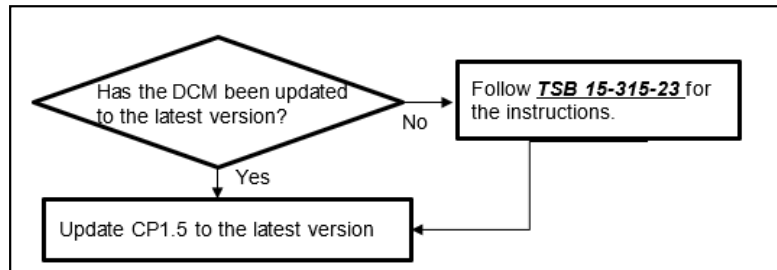 Has the DCM been updated
to the latest version?
Follow TSB 15-315-23 for
the instructions.
No
Yes
Update CP1.5 to the latest version